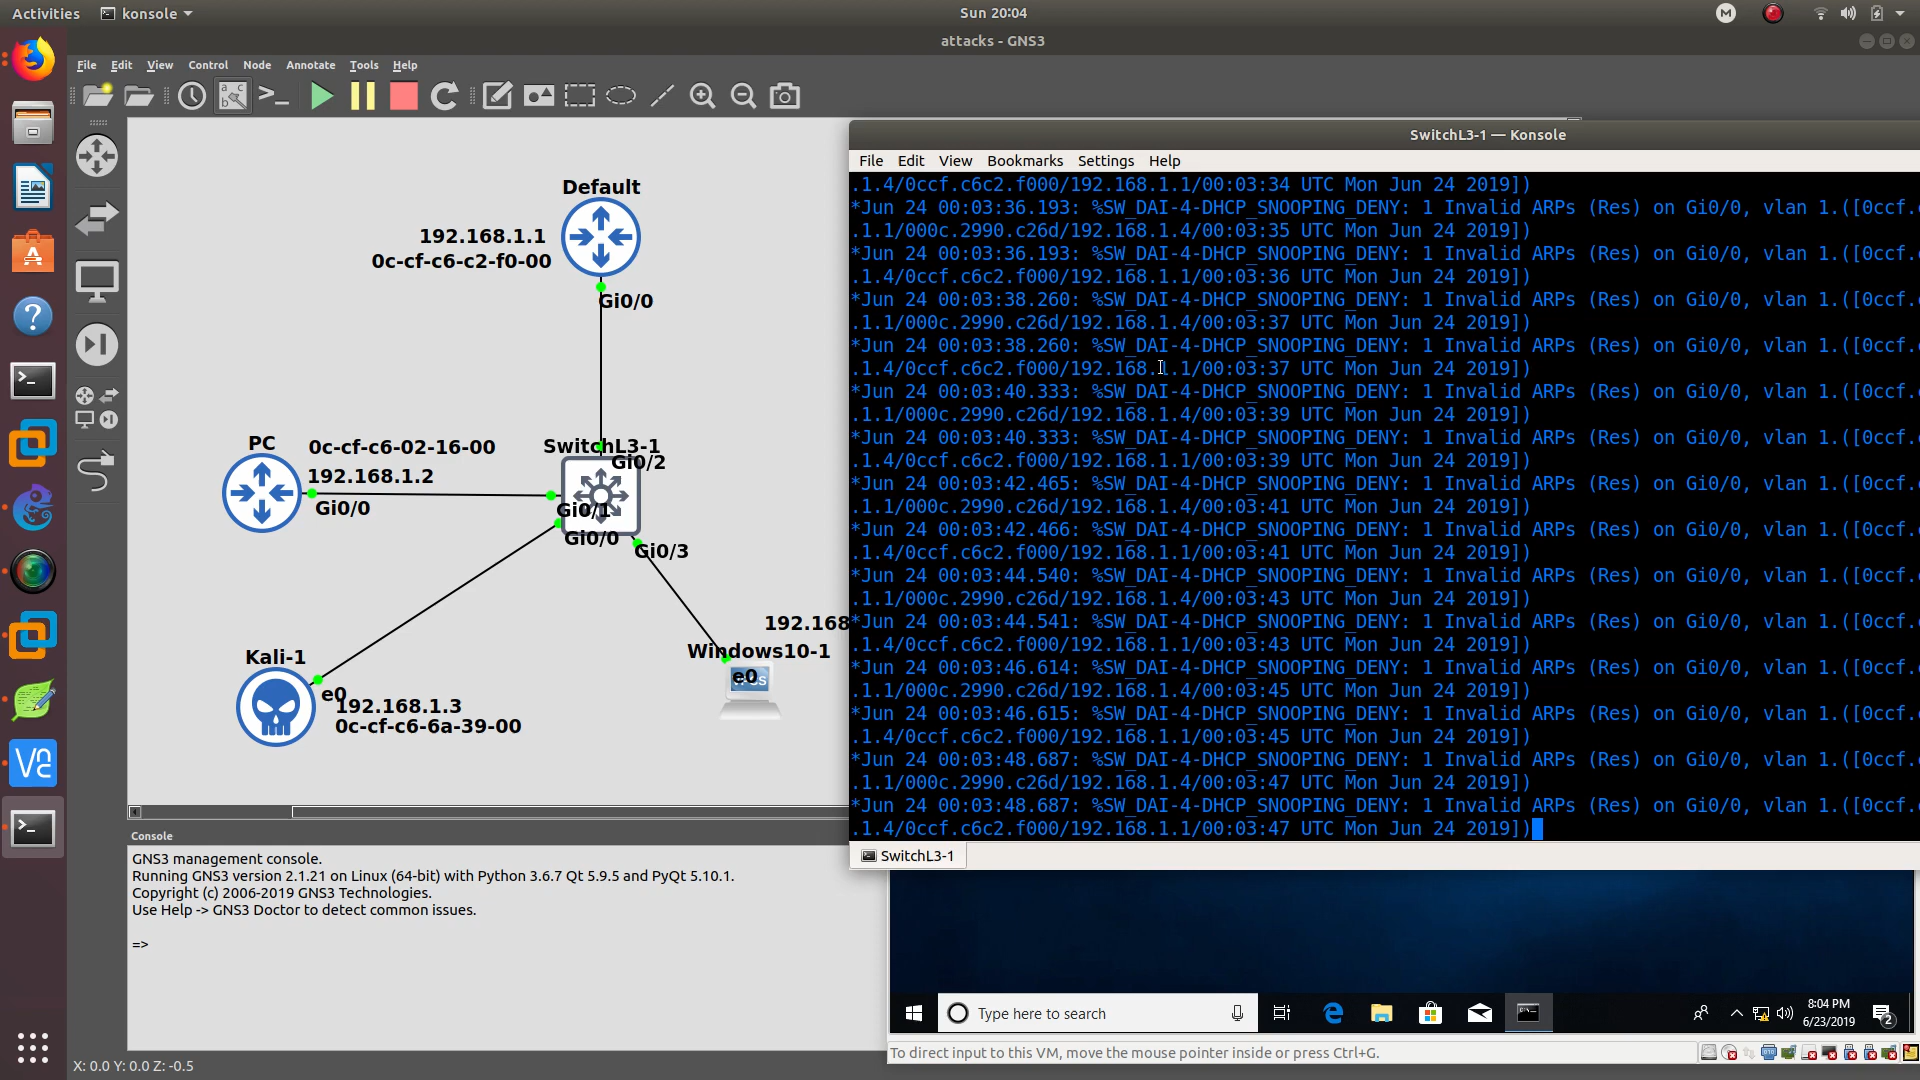 Activities
konsole
Sun 20:04
attacks - GNS3
File Edit View Control Node Annotate Tools Help
Default
192.168.1.1
0c-cf-c6-c2-f0-00
Gi0/0
PC
0c-cf-c6-02-16-00
192.168.1.2
Gi0/0
SwitchL3-1
Gi0/2
Gi0/1
Gi0/0
Gi0/3
192.168
Windows10-1
e0
Kali-1
e0
192.168.1.3
0c-cf-c6-6a-39-00
Console
GNS3 management console.
Running GNS3 version 2.1.21 on Linux (64-bit) with Python 3.6.7 Qt 5.9.5 and PyQt 5.10.1.
Copyright (c) 2006-2019 GNS3 Technologies.
Use Help -> GNS3 Doctor to detect common issues.
=>
X: 0.0 Y: 0.0 Z: -0.5
SwitchL3-1 — Konsole
File Edit View Bookmarks Settings Help
.1.4/0ccf.c6c2.f000/192.168.1.1/00:03:34 UTC Mon Jun 24 2019])
*Jun 24 00:03:36.193: %SW_DAI-4-DHCP_SNOOPING_DENY: 1 Invalid ARPs (Res) on Gi0/0, vlan 1.([0ccf.
.1.1/000c.2990.c26d/192.168.1.4/00:03:35 UTC Mon Jun 24 2019])
*Jun 24 00:03:36.193: %SW_DAI-4-DHCP_SNOOPING_DENY: 1 Invalid ARPs (Res) on Gi0/0, vlan 1.([0ccf.
.1.4/0ccf.c6c2.f000/192.168.1.1/00:03:36 UTC Mon Jun 24 2019])
*Jun 24 00:03:38.260: %SW_DAI-4-DHCP_SNOOPING_DENY: 1 Invalid ARPs (Res) on Gi0/0, vlan 1.([0ccf.
.1.1/000c.2990.c26d/192.168.1.4/00:03:37 UTC Mon Jun 24 2019])
*Jun 24 00:03:38.260: %SW_DAI-4-DHCP_SNOOPING_DENY: 1 Invalid ARPs (Res) on Gi0/0, vlan 1.([0ccf.
.1.4/0ccf.c6c2.f000/192.168.1.1/00:03:37 UTC Mon Jun 24 2019])
*Jun 24 00:03:40.333: %SW_DAI-4-DHCP_SNOOPING_DENY: 1 Invalid ARPs (Res) on Gi0/0, vlan 1.([0ccf.
.1.1/000c.2990.c26d/192.168.1.4/00:03:39 UTC Mon Jun 24 2019])
*Jun 24 00:03:40.333: %SW_DAI-4-DHCP_SNOOPING_DENY: 1 Invalid ARPs (Res) on Gi0/0, vlan 1.([0ccf.
.1.4/0ccf.c6c2.f000/192.168.1.1/00:03:39 UTC Mon Jun 24 2019])
*Jun 24 00:03:42.465: %SW_DAI-4-DHCP_SNOOPING_DENY: 1 Invalid ARPs (Res) on Gi0/0, vlan 1.([0ccf.
.1.1/000c.2990.c26d/192.168.1.4/00:03:41 UTC Mon Jun 24 2019])
*Jun 24 00:03:42.466: %SW_DAI-4-DHCP_SNOOPING_DENY: 1 Invalid ARPs (Res) on Gi0/0, vlan 1.([0ccf.
.1.4/0ccf.c6c2.f000/192.168.1.1/00:03:41 UTC Mon Jun 24 2019])
*Jun 24 00:03:44.540: %SW_DAI-4-DHCP_SNOOPING_DENY: 1 Invalid ARPs (Res) on Gi0/0, vlan 1.([0ccf.
.1.1/000c.2990.c26d/192.168.1.4/00:03:43 UTC Mon Jun 24 2019])
*Jun 24 00:03:44.541: %SW_DAI-4-DHCP_SNOOPING_DENY: 1 Invalid ARPs (Res) on Gi0/0, vlan 1.([0ccf.
.1.4/0ccf.c6c2.f000/192.168.1.1/00:03:43 UTC Mon Jun 24 2019])
*Jun 24 00:03:46.614: %SW_DAI-4-DHCP_SNOOPING_DENY: 1 Invalid ARPs (Res) on Gi0/0, vlan 1.([0ccf.
.1.1/000c.2990.c26d/192.168.1.4/00:03:45 UTC Mon Jun 24 2019])
*Jun 24 00:03:46.615: %SW_DAI-4-DHCP_SNOOPING_DENY: 1 Invalid ARPs (Res) on Gi0/0, vlan 1.([0ccf.
.1.4/0ccf.c6c2.f000/192.168.1.1/00:03:45 UTC Mon Jun 24 2019])
*Jun 24 00:03:48.687: %SW_DAI-4-DHCP_SNOOPING_DENY: 1 Invalid ARPs (Res) on Gi0/0, vlan 1.([0ccf.
.1.1/000c.2990.c26d/192.168.1.4/00:03:47 UTC Mon Jun 24 2019])
*Jun 24 00:03:48.687: %SW_DAI-4-DHCP_SNOOPING_DENY: 1 Invalid ARPs (Res) on Gi0/0, vlan 1.([0ccf.
.1.4/0ccf.c6c2.f000/192.168.1.1/00:03:47 UTC Mon Jun 24 2019])
SwitchL3-1
Type here to search
8:04 PM
6/23/2019
2
To direct input to this VM, move the mouse pointer inside or press Ctrl+G.